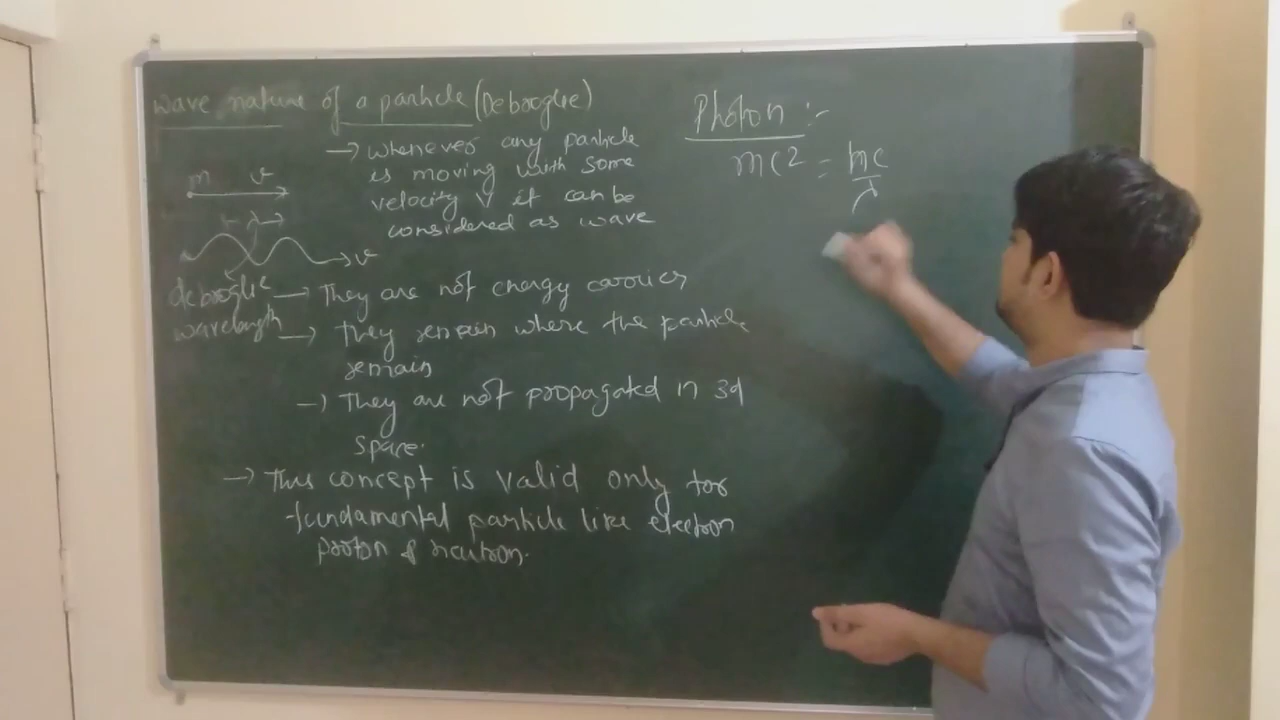 wave nature of a particle (Debroglie)
→ whenever any particle
is moving with some
velocity v it can be
considered as wave
m v
← λ →
v
debroglie
wavelength
→ They are not energy carrier
→ they remain where the particle
remain
→ They are not propagated in 3d
space.
→ This concept is valid only for
fundamental particle like electron
proton & neutron.
Photon :-
mc² = hc
λ